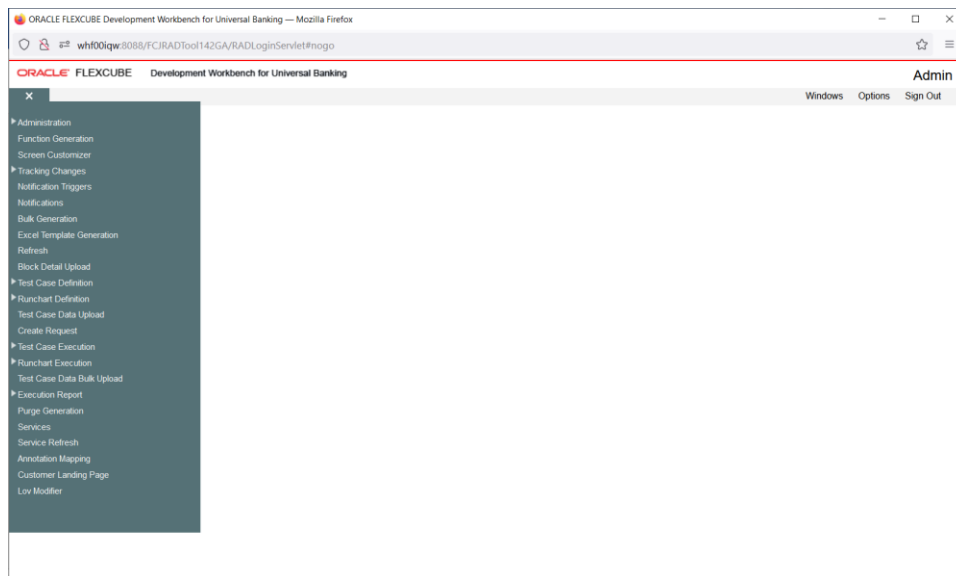 ORACLE FLEXCUBE Development Workbench for Universal Banking — Mozilla Firefox
whf00iqw:8088/FCJRADTool142GA/RADLoginServlet#nogo
ORACLE FLEXCUBE Development Workbench for Universal Banking Admin
Windows Options Sign Out
Administration
Function Generation
Screen Customizer
Tracking Changes
Notification Triggers
Notifications
Bulk Generation
Excel Template Generation
Refresh
Block Detail Upload
Test Case Definition
Runchart Definition
Test Case Data Upload
Create Request
Test Case Execution
Runchart Execution
Test Case Data Bulk Upload
Execution Report
Purge Generation
Services
Service Refresh
Annotation Mapping
Customer Landing Page
Lov Modifier